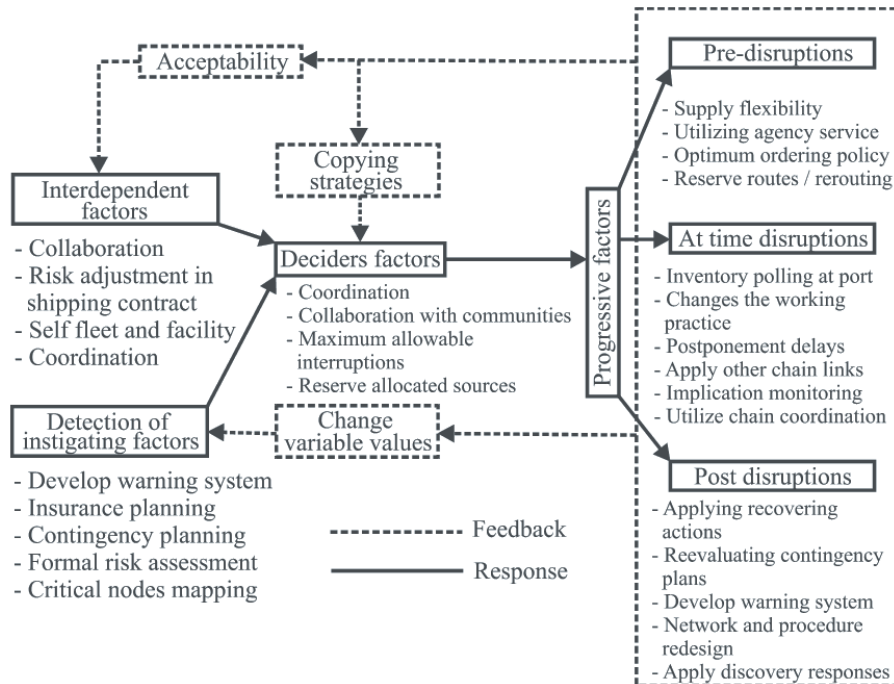 Acceptability
Copying
strategies
Interdependent
factors
- Collaboration
- Risk adjustment in
shipping contract
- Self fleet and facility
- Coordination
Deciders factors
- Coordination
- Collaboration with communities
- Maximum allowable
interruptions
- Reserve allocated sources
Detection of
instigating factors
- Develop warning system
- Insurance planning
- Contingency planning
- Formal risk assessment
- Critical nodes mapping
Change
variable values
Feedback
Response
Progressive factors
Pre-disruptions
- Supply flexibility
- Utilizing agency service
- Optimum ordering policy
- Reserve routes / rerouting
At time disruptions
- Inventory polling at port
- Changes the working
practice
- Postponement delays
- Apply other chain links
- Implication monitoring
- Utilize chain coordination
Post disruptions
- Applying recovering
actions
- Reevaluating contingency
plans
- Develop warning system
- Network and procedure
redesign
- Apply discovery responses